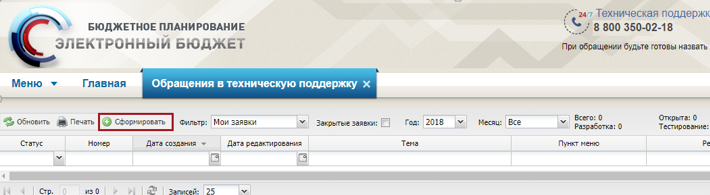 24/7 Техническая поддержк
БЮДЖЕТНОЕ ПЛАНИРОВАНИЕ
8 800 350-02-18
ЭЛЕКТРОННЫЙ БЮДЖЕТ
При обращении будьте готовы назвать
Меню Главная Обращения в техническую поддержку
Обновить Печать Сформировать Фильтр: Мои заявки Закрытые заявки: Год: 2018 Месяц: Все Всего: 0 Открыта: 0
Разработка: 0 Тестирование:
Статус Номер Дата создания Дата редактирования Тема Пункт меню Ре
Стр. 0 из 0 Записей: 25